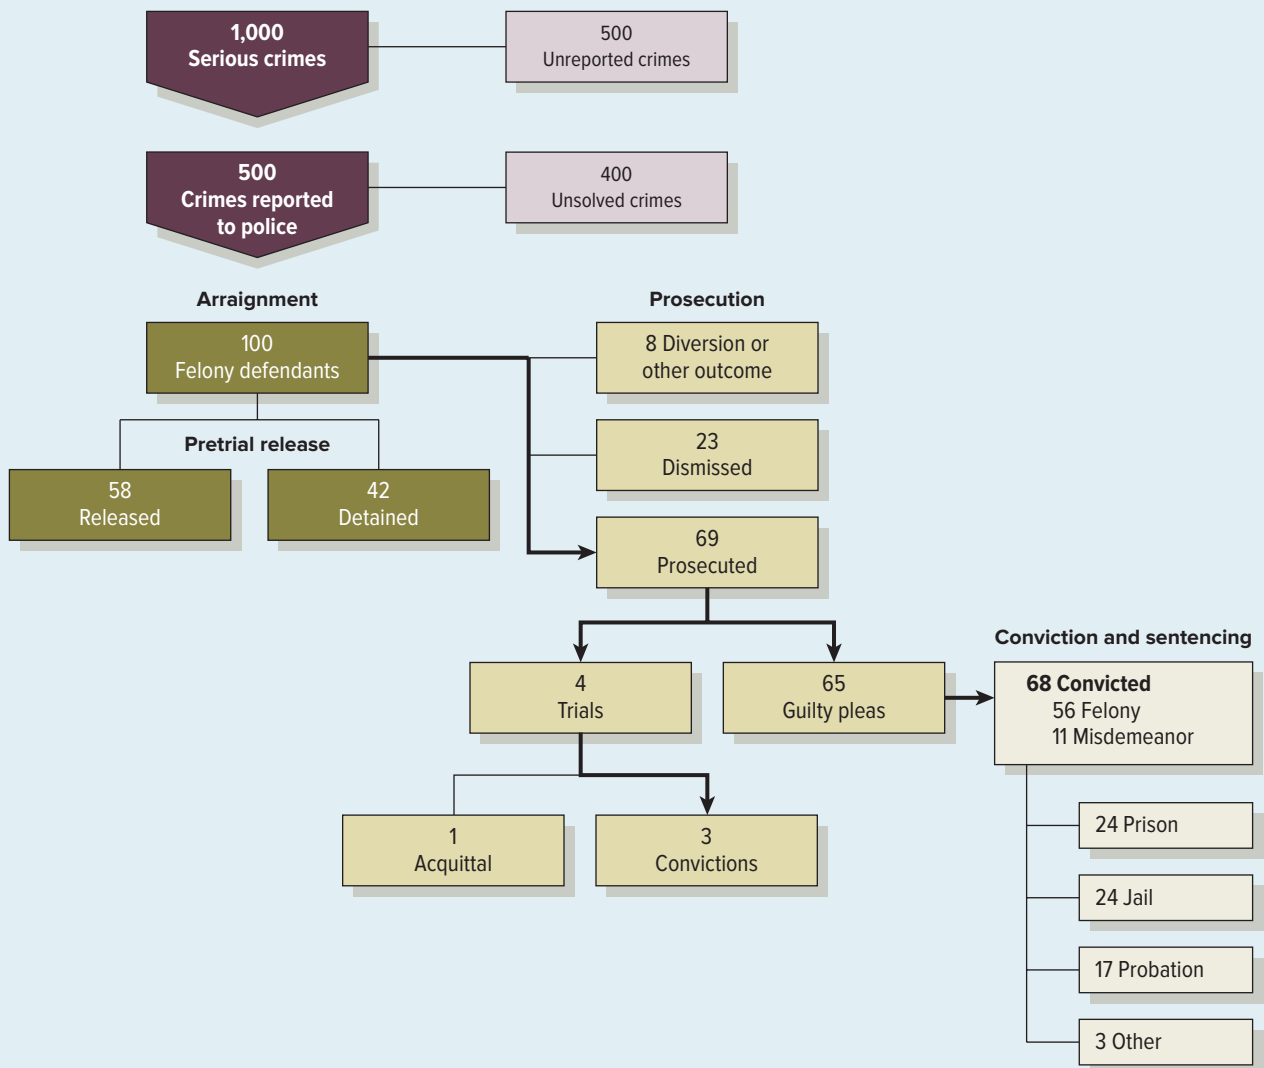 1,000
Serious crimes
500
Unreported crimes
500
Crimes reported
to police
400
Unsolved crimes
Arraignment
Prosecution
100
Felony defendants
8 Diversion or
other outcome
Pretrial release
23
Dismissed
58
Released
42
Detained
69
Prosecuted
4
Trials
65
Guilty pleas
Conviction and sentencing
68 Convicted
56 Felony
11 Misdemeanor
1
Acquittal
3
Convictions
24 Prison
24 Jail
17 Probation
3 Other